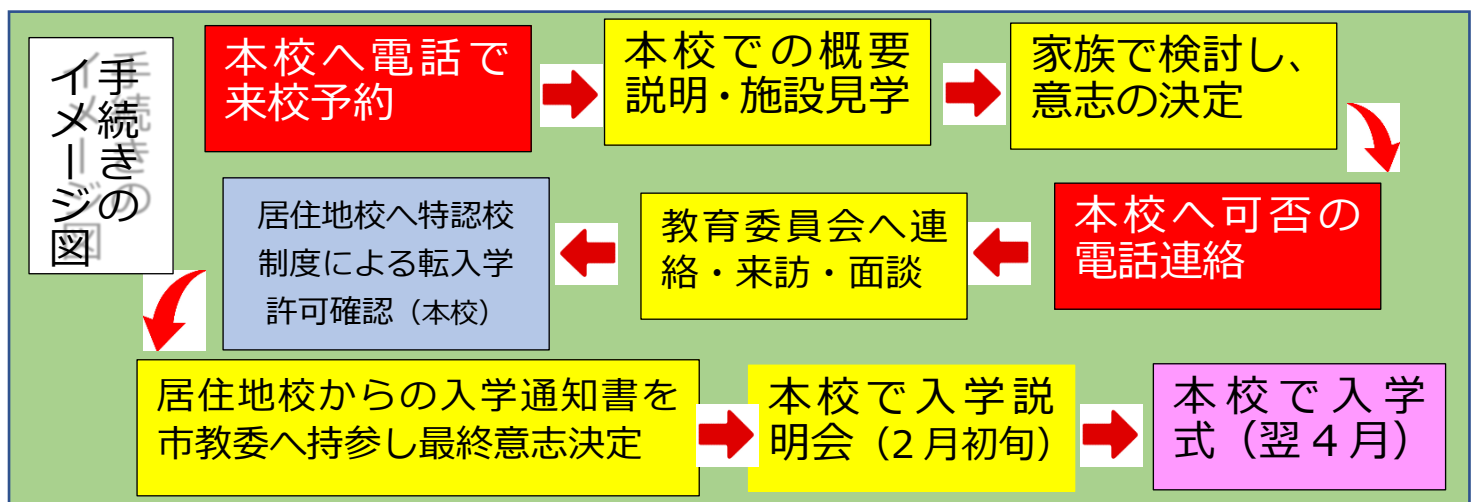 手続きの
イメージ図
本校へ電話で
来校予約
本校での概要
説明・施設見学
家族で検討し、
意志の決定
本校へ可否の
電話連絡
教育委員会へ連
絡・来訪・面談
居住地校へ特認校
制度による転入学
許可確認（本校）
居住地校からの入学通知書を
市教委へ持参し最終意志決定
本校で入学説
明会（2月初旬）
本校で入学
式（翌４月）